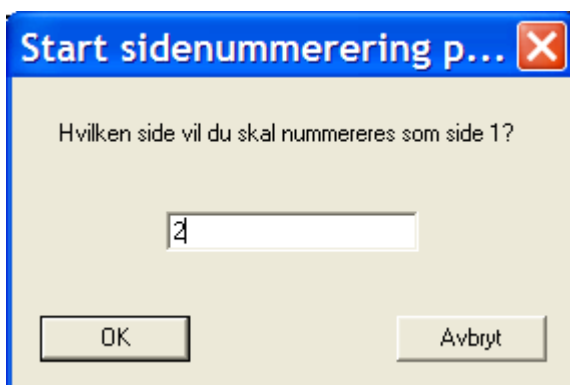 Start sidenummerering p...
Hvilken side vil du skal nummereres som side 1?
2
OK
Avbryt